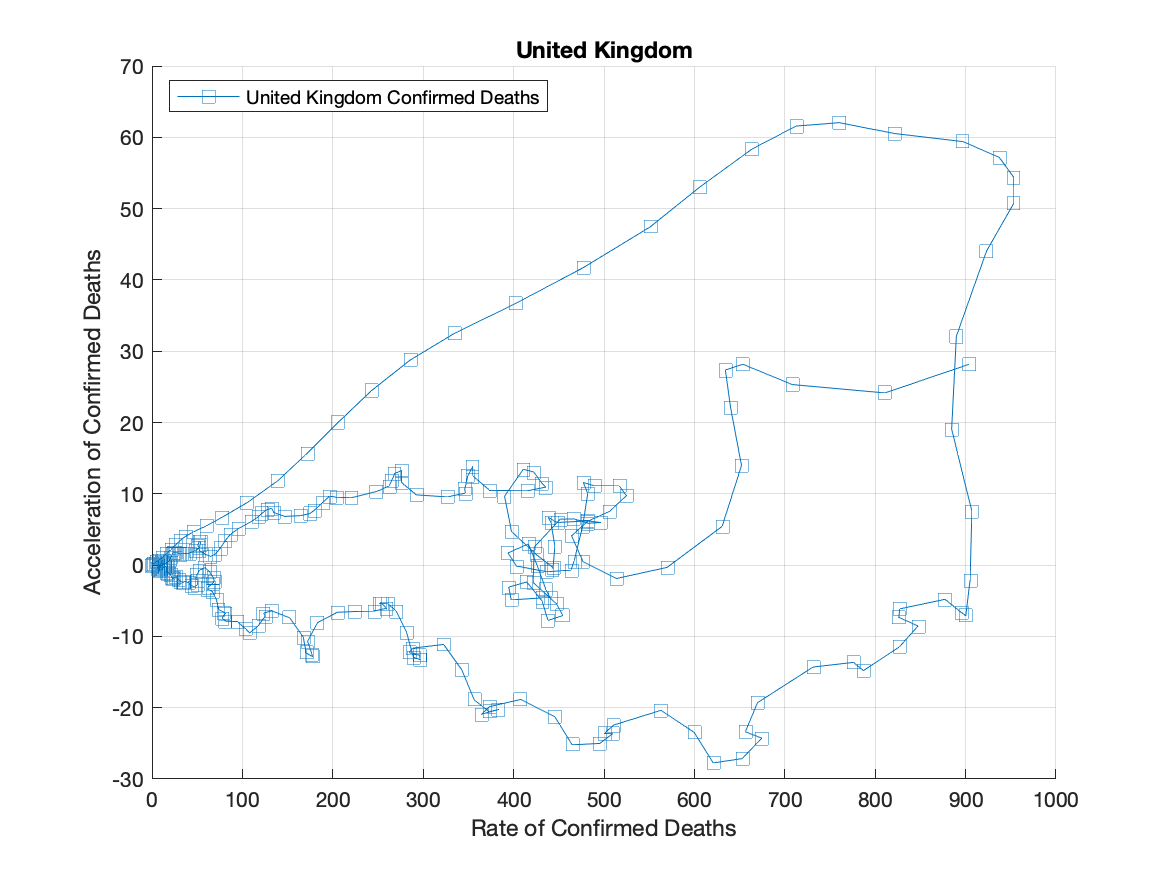 United Kingdom
United Kingdom Confirmed Deaths
70
60
50
40
30
20
10
0
-10
-20
-30
Acceleration of Confirmed Deaths
0 100 200 300 400 500 600 700 800 900 1000
Rate of Confirmed Deaths